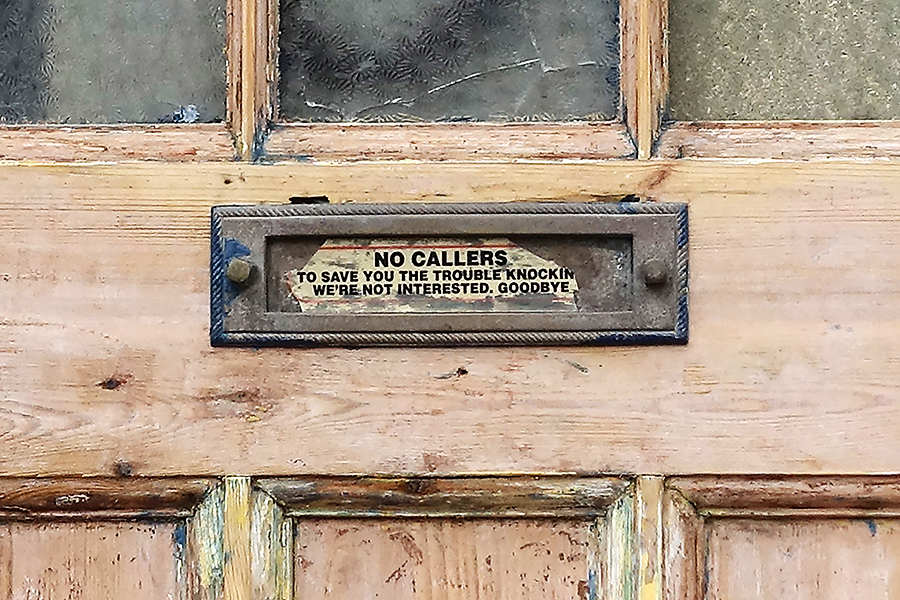 NO CALLERS
TO SAVE YOU THE TROUBLE KNOCKIN
WE'RE NOT INTERESTED. GOODBYE